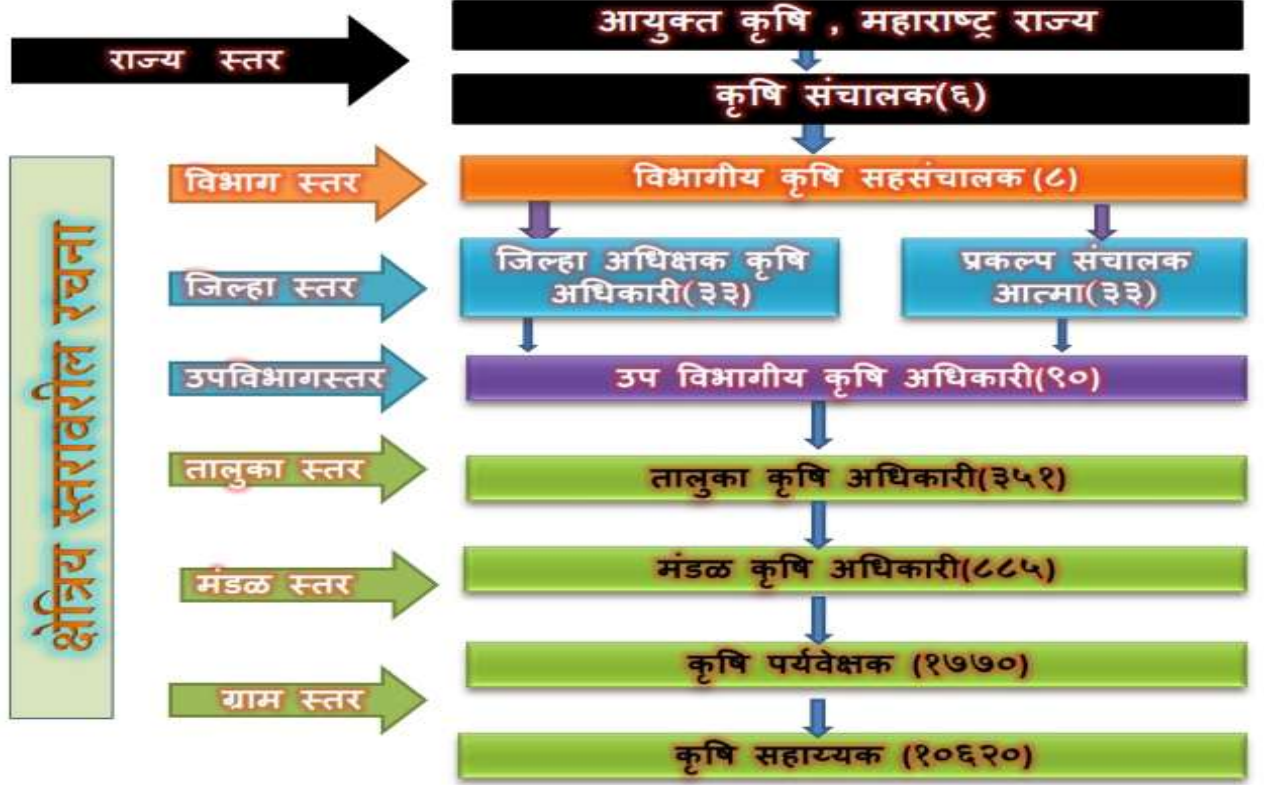 राज्य स्तर
आयुक्त कृषि , महाराष्ट्र राज्य
कृषि संचालक(६)
क्षेत्रिय स्तरावरील रचना
विभाग स्तर
विभागीय कृषि सहसंचालक (८)
जिल्हा स्तर
जिल्हा अधिक्षक कृषि
अधिकारी(३३)
प्रकल्प संचालक
आत्मा(३३)
उपविभागस्तर
उप विभागीय कृषि अधिकारी(९०)
तालुका स्तर
तालुका कृषि अधिकारी(३५१)
मंडळ स्तर
मंडळ कृषि अधिकारी(८८५)
ग्राम स्तर
कृषि पर्यवेक्षक (१७७०)
कृषि सहाय्यक (१०६२०)